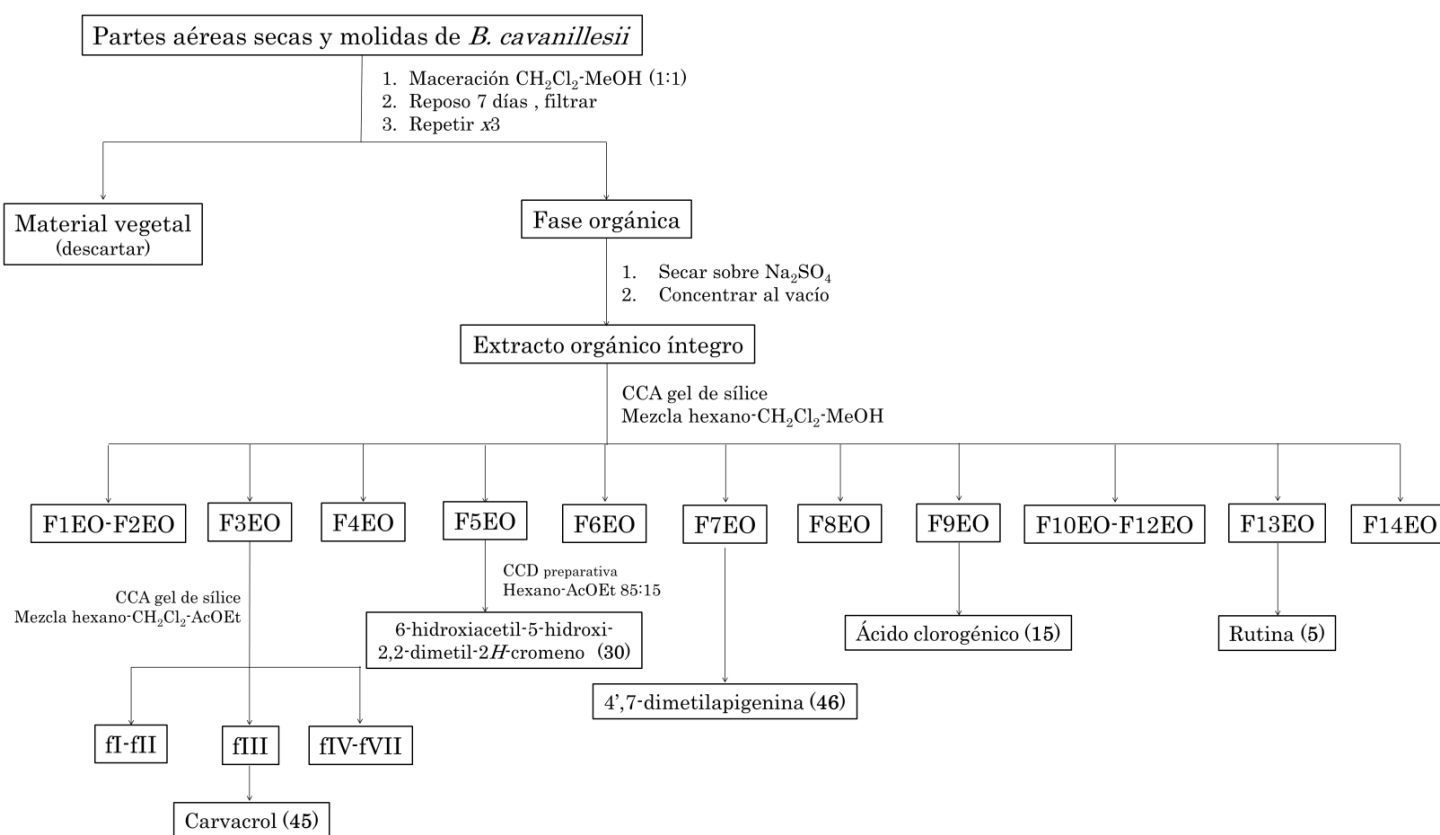 Partes aéreas secas y molidas de B. cavanillesii
1. Maceración CH₂Cl₂-MeOH (1:1)
2. Reposo 7 días , filtrar
3. Repetir x3
Material vegetal
(descartar)
Fase orgánica
1. Secar sobre Na₂SO₄
2. Concentrar al vacío
Extracto orgánico íntegro
CCA gel de sílice
Mezcla hexano-CH₂Cl₂-MeOH
F1EO-F2EO
F3EO
F4EO
F5EO
F6EO
F7EO
F8EO
F9EO
F10EO-F12EO
F13EO
F14EO
CCA gel de sílice
Mezcla hexano-CH₂Cl₂-AcOEt
CCD preparativa
Hexano-AcOEt 85:15
6-hidroxiacetil-5-hidroxi-
2,2-dimetil-2H-cromeno (30)
Ácido clorogénico (15)
Rutina (5)
4’,7-dimetilapigenina (46)
fI-fII
fIII
fIV-fVII
Carvacrol (45)